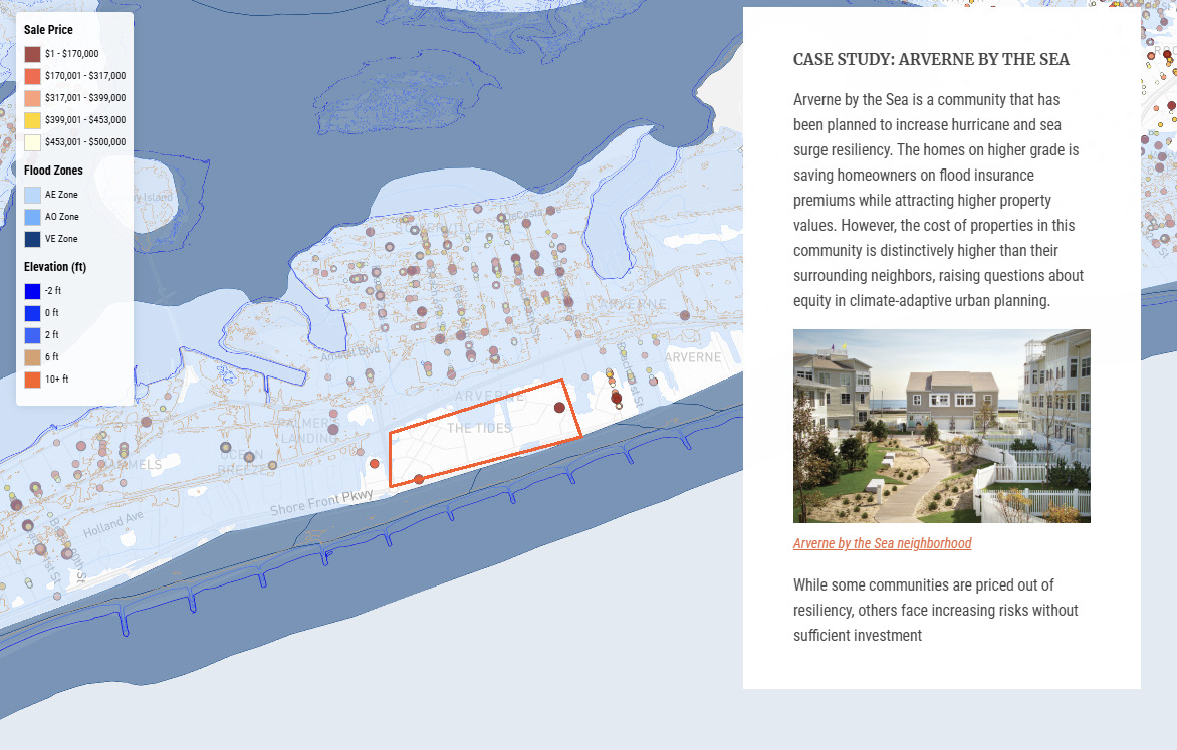 Sale Price
$1 - $170,000
$170,001 - $317,000
$317,001 - $399,000
$399,001 - $453,000
$453,001 - $500,000
Flood Zones
AE Zone
AO Zone
VE Zone
Elevation (ft)
-2 ft
0 ft
2 ft
6 ft
10+ ft
Island
DaCosta
ARVERNE
Amstel Blvd
ARVERNE
ARVERNE
THE TIDES
LANDING
Shore Front Pkwy
Holland Ave
CASE STUDY: ARVERNE BY THE SEA
Arverne by the Sea is a community that has
been planned to increase hurricane and sea
surge resiliency. The homes on higher grade is
saving homeowners on flood insurance
premiums while attracting higher property
values. However, the cost of properties in this
community is distinctively higher than their
surrounding neighbors, raising questions about
equity in climate-adaptive urban planning.
Arverne by the Sea neighborhood
While some communities are priced out of
resiliency, others face increasing risks without
sufficient investment